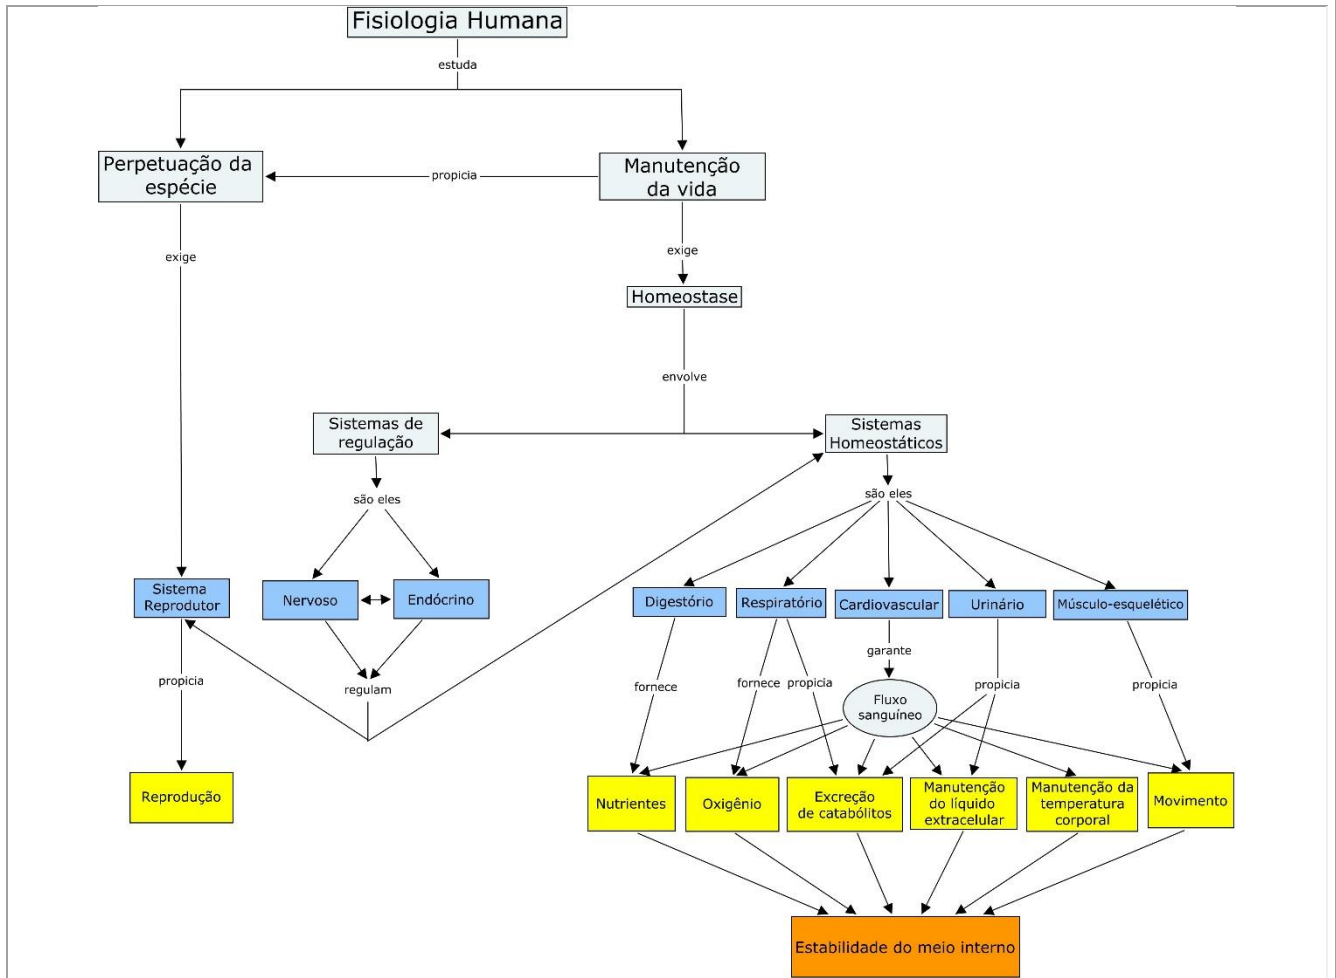 Fisiologia Humana
estuda
Perpetuação da
espécie
propicia
Manutenção
da vida
exige
exige
Homeostase
envolve
Sistemas de
regulação
Sistemas
Homeostáticos
são eles
são eles
Sistema
Reprodutor
Nervoso
Endócrino
Digestório
Respiratório
Cardiovascular
Urinário
Músculo-esquelético
garante
propicia
regulam
fornece
fornece
propicia
propicia
propicia
Fluxo
sanguíneo
Reprodução
Nutrientes
Oxigênio
Excreção
de catabólitos
Manutenção
do líquido
extracelular
Manutenção da
temperatura
corporal
Movimento
Estabilidade do meio interno